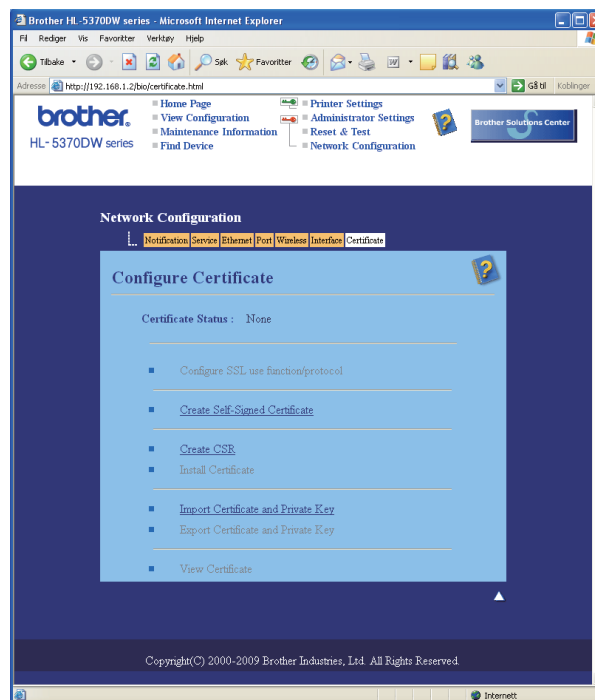 Brother HL-5370DW series - Microsoft Internet Explorer
Fil Rediger Vis Favoritter Verktøy Hjelp
Tilbake Søk Favoritter
Adresse http://192.168.1.2/bio/certificate.html Gå til Koblinger
brother.
HL-5370DW series
Home Page
View Configuration
Maintenance Information
Find Device
Printer Settings
Administrator Settings
Reset & Test
Network Configuration
Brother Solutions Center
Network Configuration
Notification Service Ethernet Port Wireless Interface Certificate
Configure Certificate
Certificate Status : None
Configure SSL use function/protocol
Create Self-Signed Certificate
Create CSR
Install Certificate
Import Certificate and Private Key
Export Certificate and Private Key
View Certificate
Copyright(C) 2000-2009 Brother Industries, Ltd. All Rights Reserved.
Internett